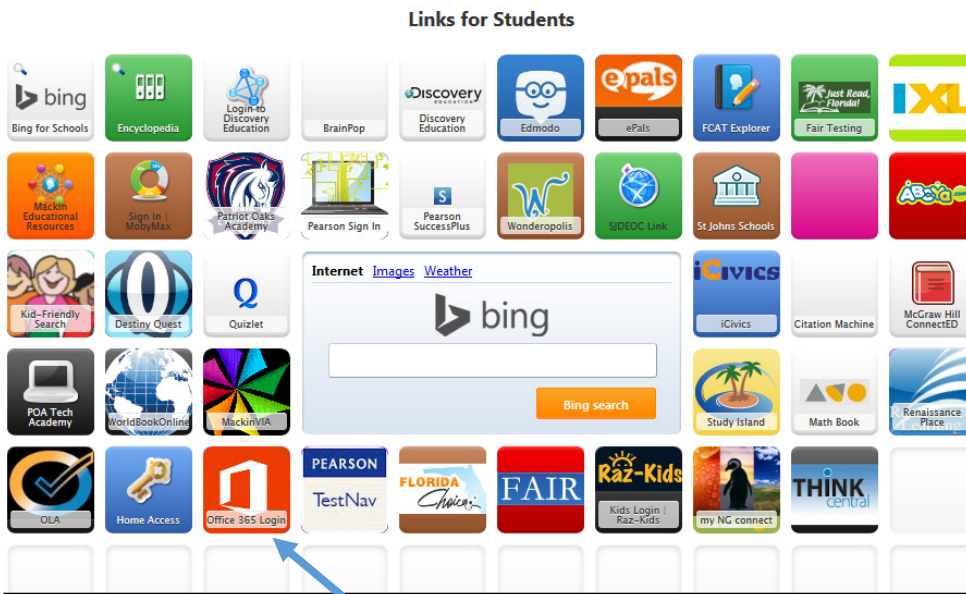 Links for Students
bing
Bing for Schools
Encyclopedia
Login to
Discovery
Education
BrainPop
Discovery
EDUCATION
Discovery
Education
Edmodo
epals
ePals
FCAT Explorer
Just Read,
Florida!
Fair Testing
IXL
Mackin
Educational
Resources
Sign In |
MobyMax
Patriot Oaks
Academy
Pearson Sign In
S
Pearson
SuccessPlus
W
Wonderopolis
SJDEOC Link
St Johns Schools
ABCya.com
Kid-Friendly
Search
Q
Destiny Quest
Q
Quizlet
Internet Images Weather
bing
Bing search
iCivics
iCivics
Citation Machine
McGraw Hill
ConnectED
POA Tech
Academy
WorldBookOnline
MackinVIA
Study Island
Math Book
Renaissance
Place
OLA
Home Access
Office 365 Login
PEARSON
TestNav
FLORIDA
Choices
FAIR
Raz-Kids
Kids Login |
Raz-Kids
my NG connect
THINK
central